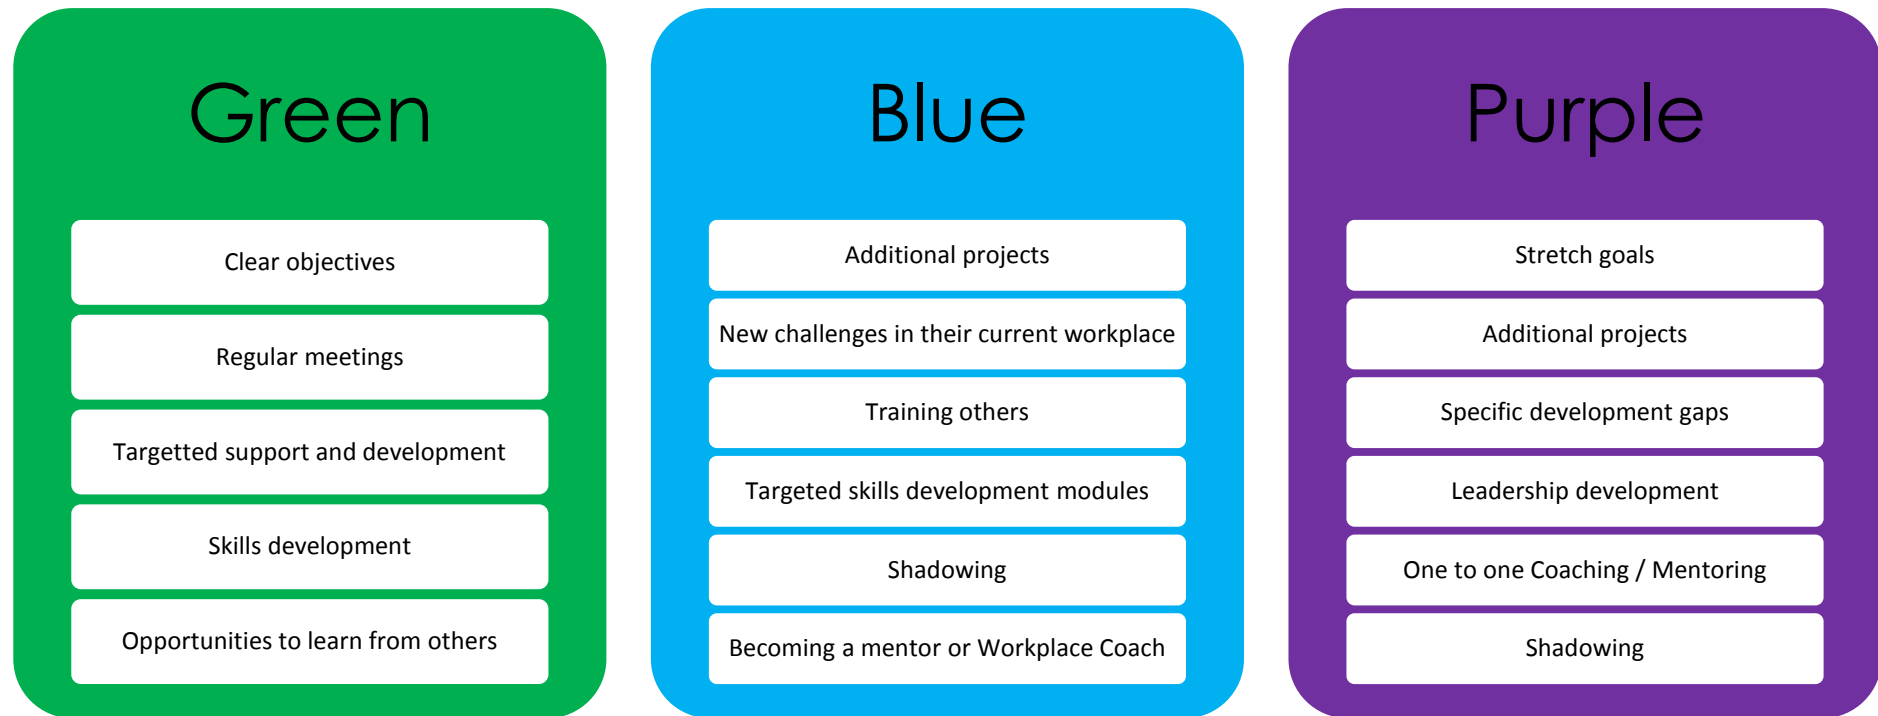 Green
Clear objectives
Regular meetings
Targetted support and development
Skills development
Opportunities to learn from others
Blue
Additional projects
New challenges in their current workplace
Training others
Targeted skills development modules
Shadowing
Becoming a mentor or Workplace Coach
Purple
Stretch goals
Additional projects
Specific development gaps
Leadership development
One to one Coaching / Mentoring
Shadowing